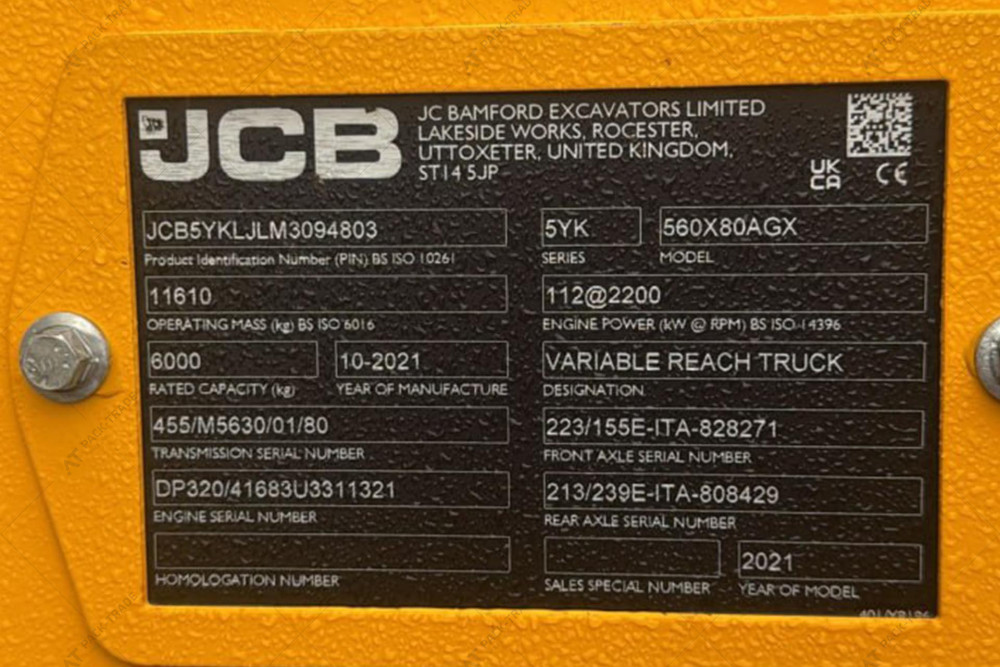 JCB
JC BAMFORD EXCAVATORS LIMITED
LAKESIDE WORKS, ROCESTER,
UTTOXETER, UNITED KINGDOM,
ST14 5JP
UK
CA
CE
JCB5YKLJLM3094803
Product Identification Number (PIN) BS ISO 10261
5YK
SERIES
560X80AGX
MODEL
11610
OPERATING MASS (kg) BS ISO 6016
112@2200
ENGINE POWER (kW @ RPM) BS ISO 14396
6000
RATED CAPACITY (kg)
10-2021
YEAR OF MANUFACTURE
VARIABLE REACH TRUCK
DESIGNATION
455/M5630/01/80
TRANSMISSION SERIAL NUMBER
223/155E-ITA-828271
FRONT AXLE SERIAL NUMBER
DP320/41683U3311321
ENGINE SERIAL NUMBER
213/239E-ITA-808429
REAR AXLE SERIAL NUMBER
HOMOLOGATION NUMBER
SALES SPECIAL NUMBER
2021
YEAR OF MODEL